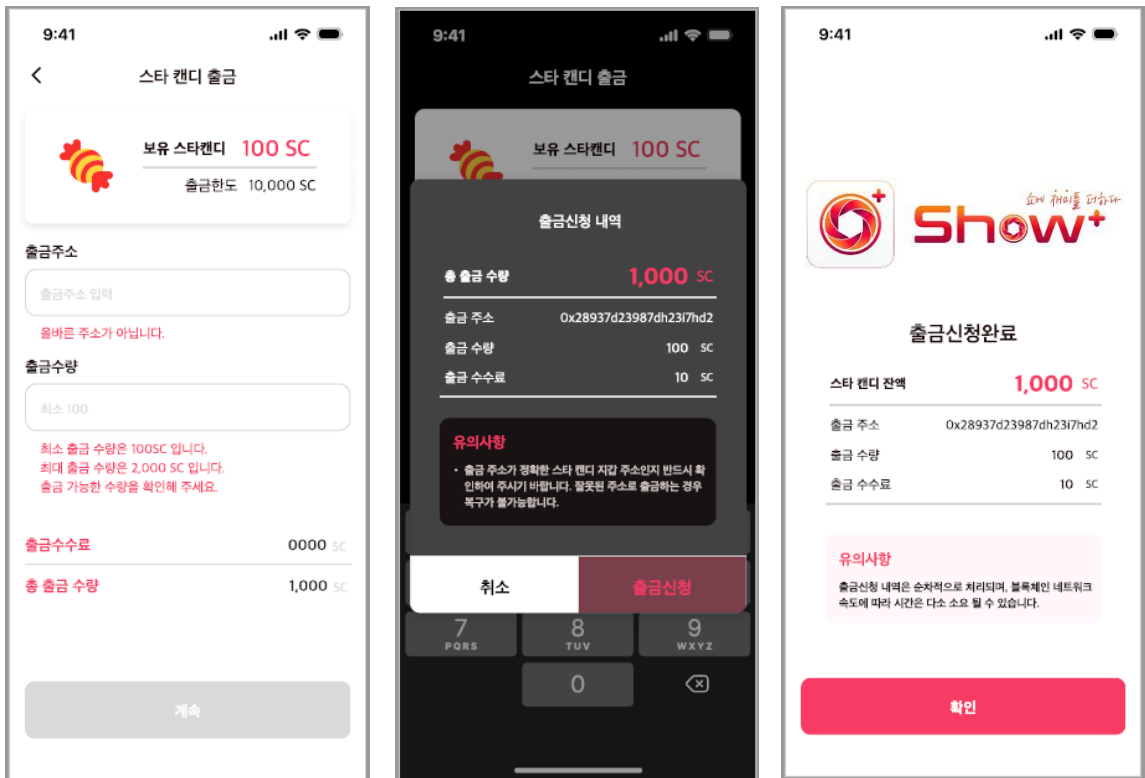 9:41
스타 캔디 출금
보유 스타캔디 100 SC
출금한도 10,000 SC
출금주소
출금주소 입력
올바른 주소가 아닙니다.
출금수량
최소 100
최소 출금 수량은 100SC 입니다.
최대 출금 수량은 2,000 SC 입니다.
출금 가능한 수량을 확인해 주세요.
출금수수료 0000 SC
총 출금 수량 1,000 SC
계속
9:41
스타 캔디 출금
보유 스타캔디 100 SC
출금신청 내역
총 출금 수량 1,000 SC
출금 주소 0x28937d23987dh23i7hd2
출금 수량 100 SC
출금 수수료 10 SC
유의사항
• 출금 주소가 정확한 스타 캔디 지갑 주소인지 반드시 확
인하여 주시기 바랍니다. 잘못된 주소로 출금하는 경우
복구가 불가능합니다.
취소 출금신청
7 8 9
PQRS TUV WXYZ
0
9:41
쇼에 재미를 더하다
Show+
출금신청완료
스타 캔디 잔액 1,000 SC
출금 주소 0x28937d23987dh23i7hd2
출금 수량 100 SC
출금 수수료 10 SC
유의사항
출금신청 내역은 순차적으로 처리되며, 블록체인 네트워크
속도에 따라 시간은 다소 소요 될 수 있습니다.
확인